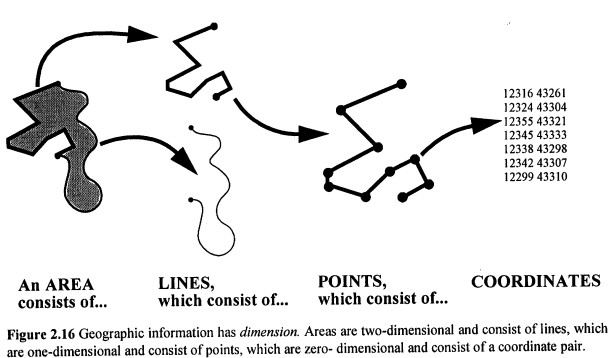 12316 43261
12324 43304
12355 43321
12345 43333
12338 43298
12342 43307
12299 43310
An AREA
consists of...
LINES,
which consist of...
POINTS,
which consist of...
COORDINATES
Figure 2.16 Geographic information has dimension. Areas are two-dimensional and consist of lines, which
are one-dimensional and consist of points, which are zero- dimensional and consist of a coordinate pair.